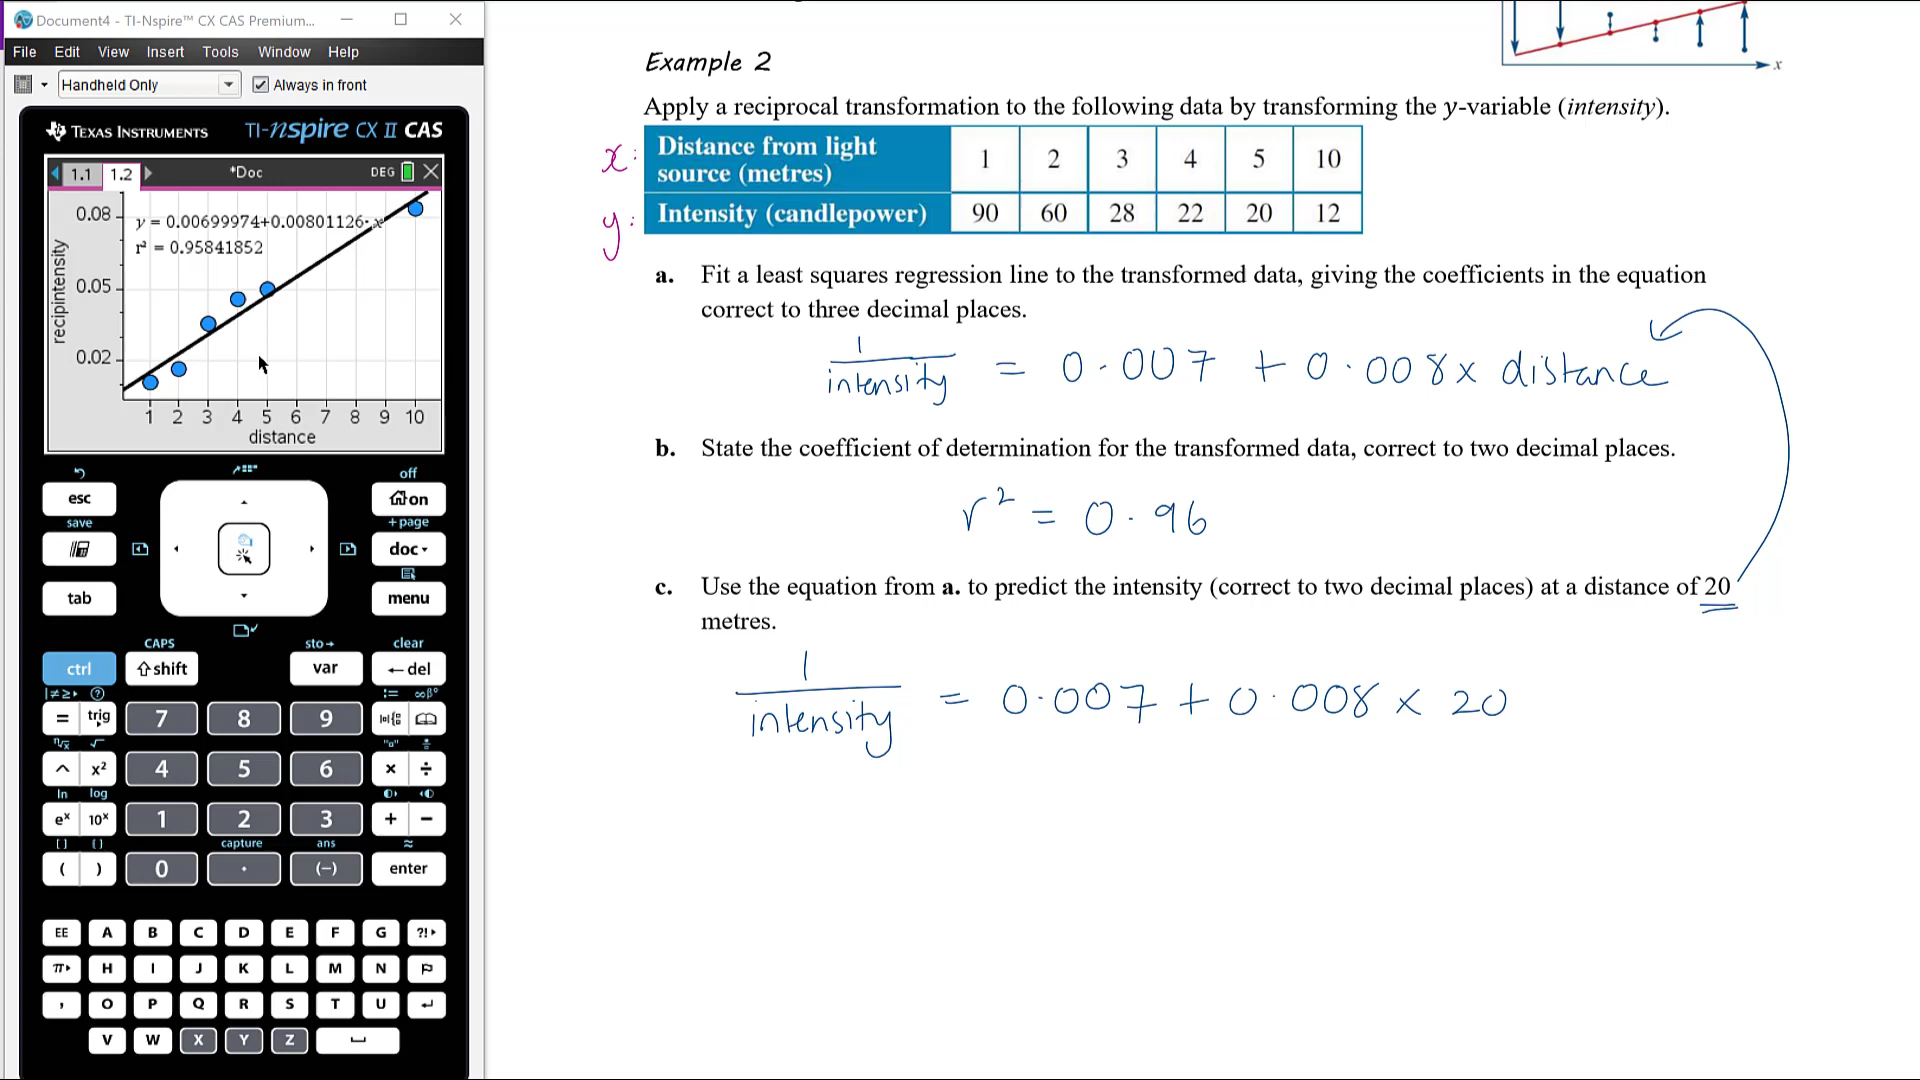 Document4 - TI-Nspire™ CX CAS Premium...
File Edit View Insert Tools Window Help
Handheld Only Always in front
TEXAS INSTRUMENTS TI-nspire CX II CAS
1.1 1.2 *Doc DEG
0.08
y = 0.00699974+0.00801126·x
r² = 0.95841852
0.05
recipintensity
0.02
1 2 3 4 5 6 7 8 9 10
distance
off
esc on
save +page
doc
tab menu
CAPS sto→ clear
ctrl shift var ←del
|≠≥▸ ? := ∞β°
= trig 7 8 9
ⁿ√x √ "□" ÷
^ x² 4 5 6 × ÷
ln log
eˣ 10ˣ 1 2 3 + −
[ ] { } capture ans ≈
( ) 0 . (−) enter
EE A B C D E F G ?!▸
π▸ H I J K L M N
, O P Q R S T U ↵
V W X Y Z
x
Example 2
Apply a reciprocal transformation to the following data by transforming the y-variable (intensity).
x: Distance from light source (metres) 1 2 3 4 5 10
y: Intensity (candlepower) 90 60 28 22 20 12
a. Fit a least squares regression line to the transformed data, giving the coefficients in the equation
correct to three decimal places.
1/intensity = 0.007 + 0.008 x distance
b. State the coefficient of determination for the transformed data, correct to two decimal places.
r² = 0.96
c. Use the equation from a. to predict the intensity (correct to two decimal places) at a distance of 20
metres.
1/intensity = 0.007 + 0.008 x 20